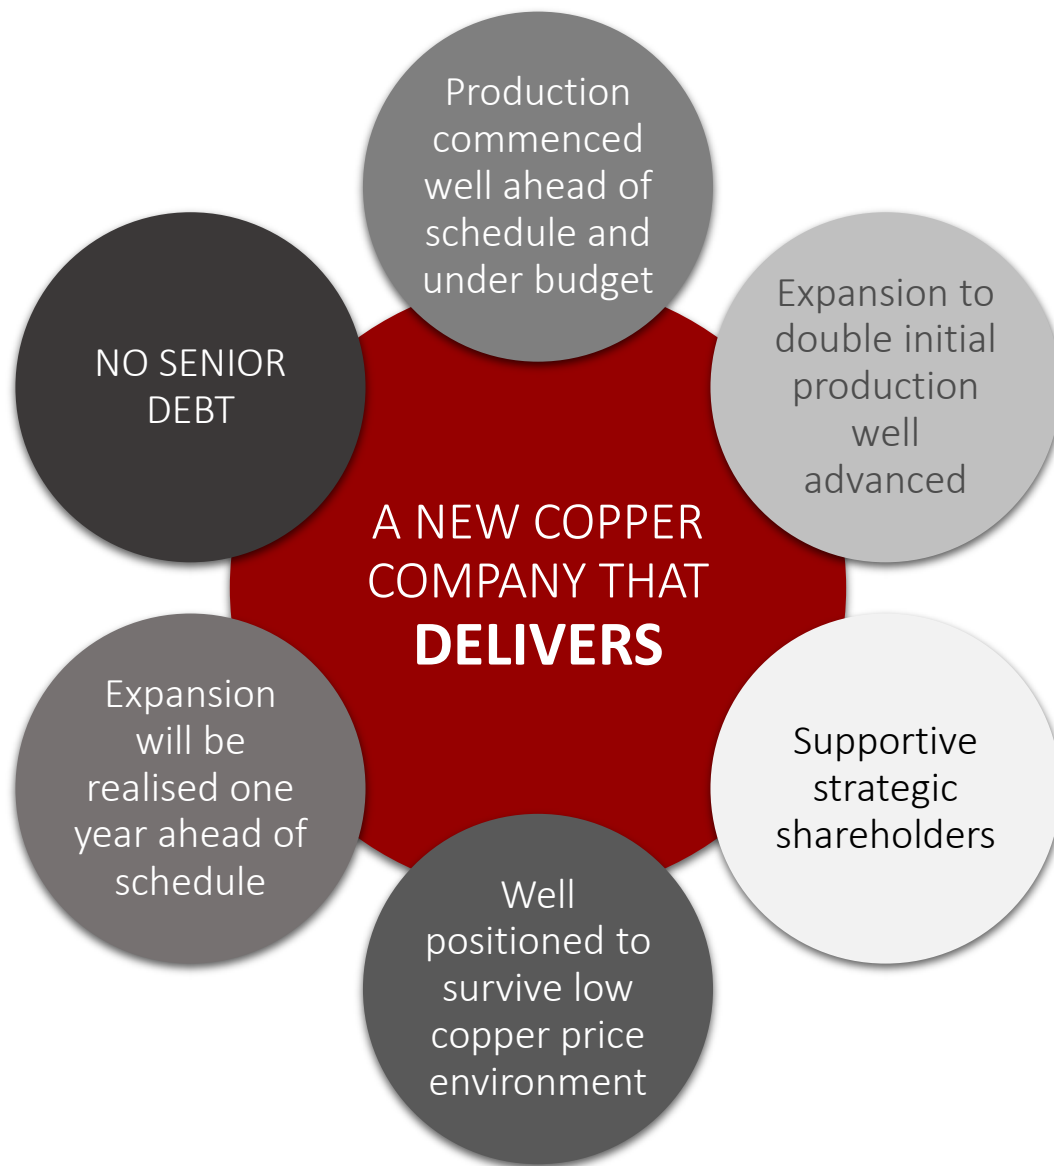 Production
commenced
well ahead of
schedule and
under budget
Expansion to
double initial
production
well
advanced
NO SENIOR
DEBT
A NEW COPPER
COMPANY THAT
DELIVERS
Expansion
will be
realised one
year ahead of
schedule
Supportive
strategic
shareholders
Well
positioned to
survive low
copper price
environment